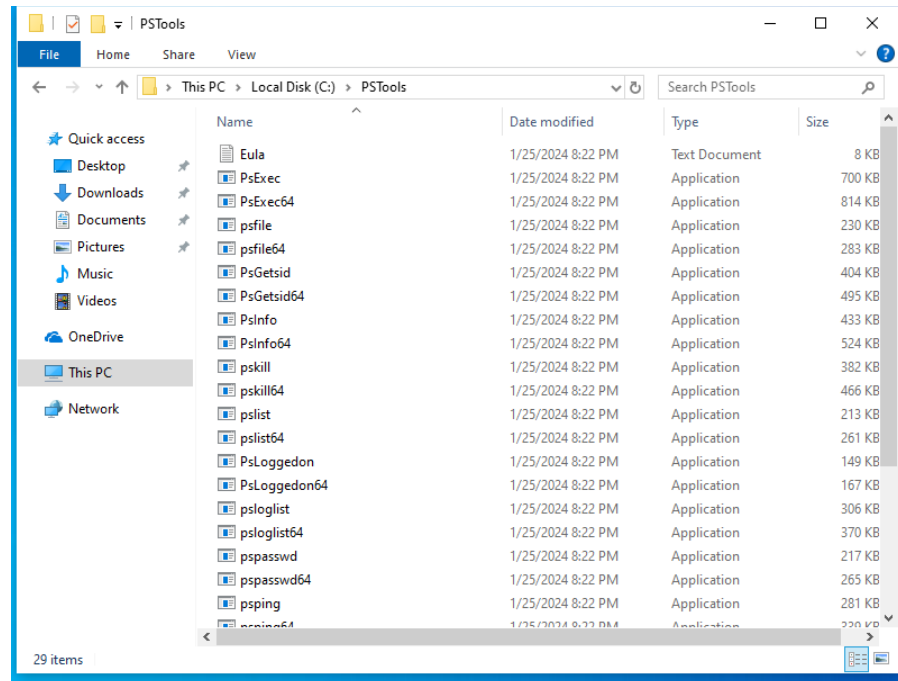 PSTools
File Home Share View
This PC > Local Disk (C:) > PSTools
Search PSTools
Quick access
Desktop
Downloads
Documents
Pictures
Music
Videos
OneDrive
This PC
Network
Name Date modified Type Size
Eula 1/25/2024 8:22 PM Text Document 8 KB
PsExec 1/25/2024 8:22 PM Application 700 KB
PsExec64 1/25/2024 8:22 PM Application 814 KB
psfile 1/25/2024 8:22 PM Application 230 KB
psfile64 1/25/2024 8:22 PM Application 283 KB
PsGetsid 1/25/2024 8:22 PM Application 404 KB
PsGetsid64 1/25/2024 8:22 PM Application 495 KB
PsInfo 1/25/2024 8:22 PM Application 433 KB
PsInfo64 1/25/2024 8:22 PM Application 524 KB
pskill 1/25/2024 8:22 PM Application 382 KB
pskill64 1/25/2024 8:22 PM Application 466 KB
pslist 1/25/2024 8:22 PM Application 213 KB
pslist64 1/25/2024 8:22 PM Application 261 KB
PsLoggedon 1/25/2024 8:22 PM Application 149 KB
PsLoggedon64 1/25/2024 8:22 PM Application 167 KB
psloglist 1/25/2024 8:22 PM Application 306 KB
psloglist64 1/25/2024 8:22 PM Application 370 KB
pspasswd 1/25/2024 8:22 PM Application 217 KB
pspasswd64 1/25/2024 8:22 PM Application 265 KB
psping 1/25/2024 8:22 PM Application 281 KB
psping64 1/25/2024 8:22 PM Application 339 KB
29 items